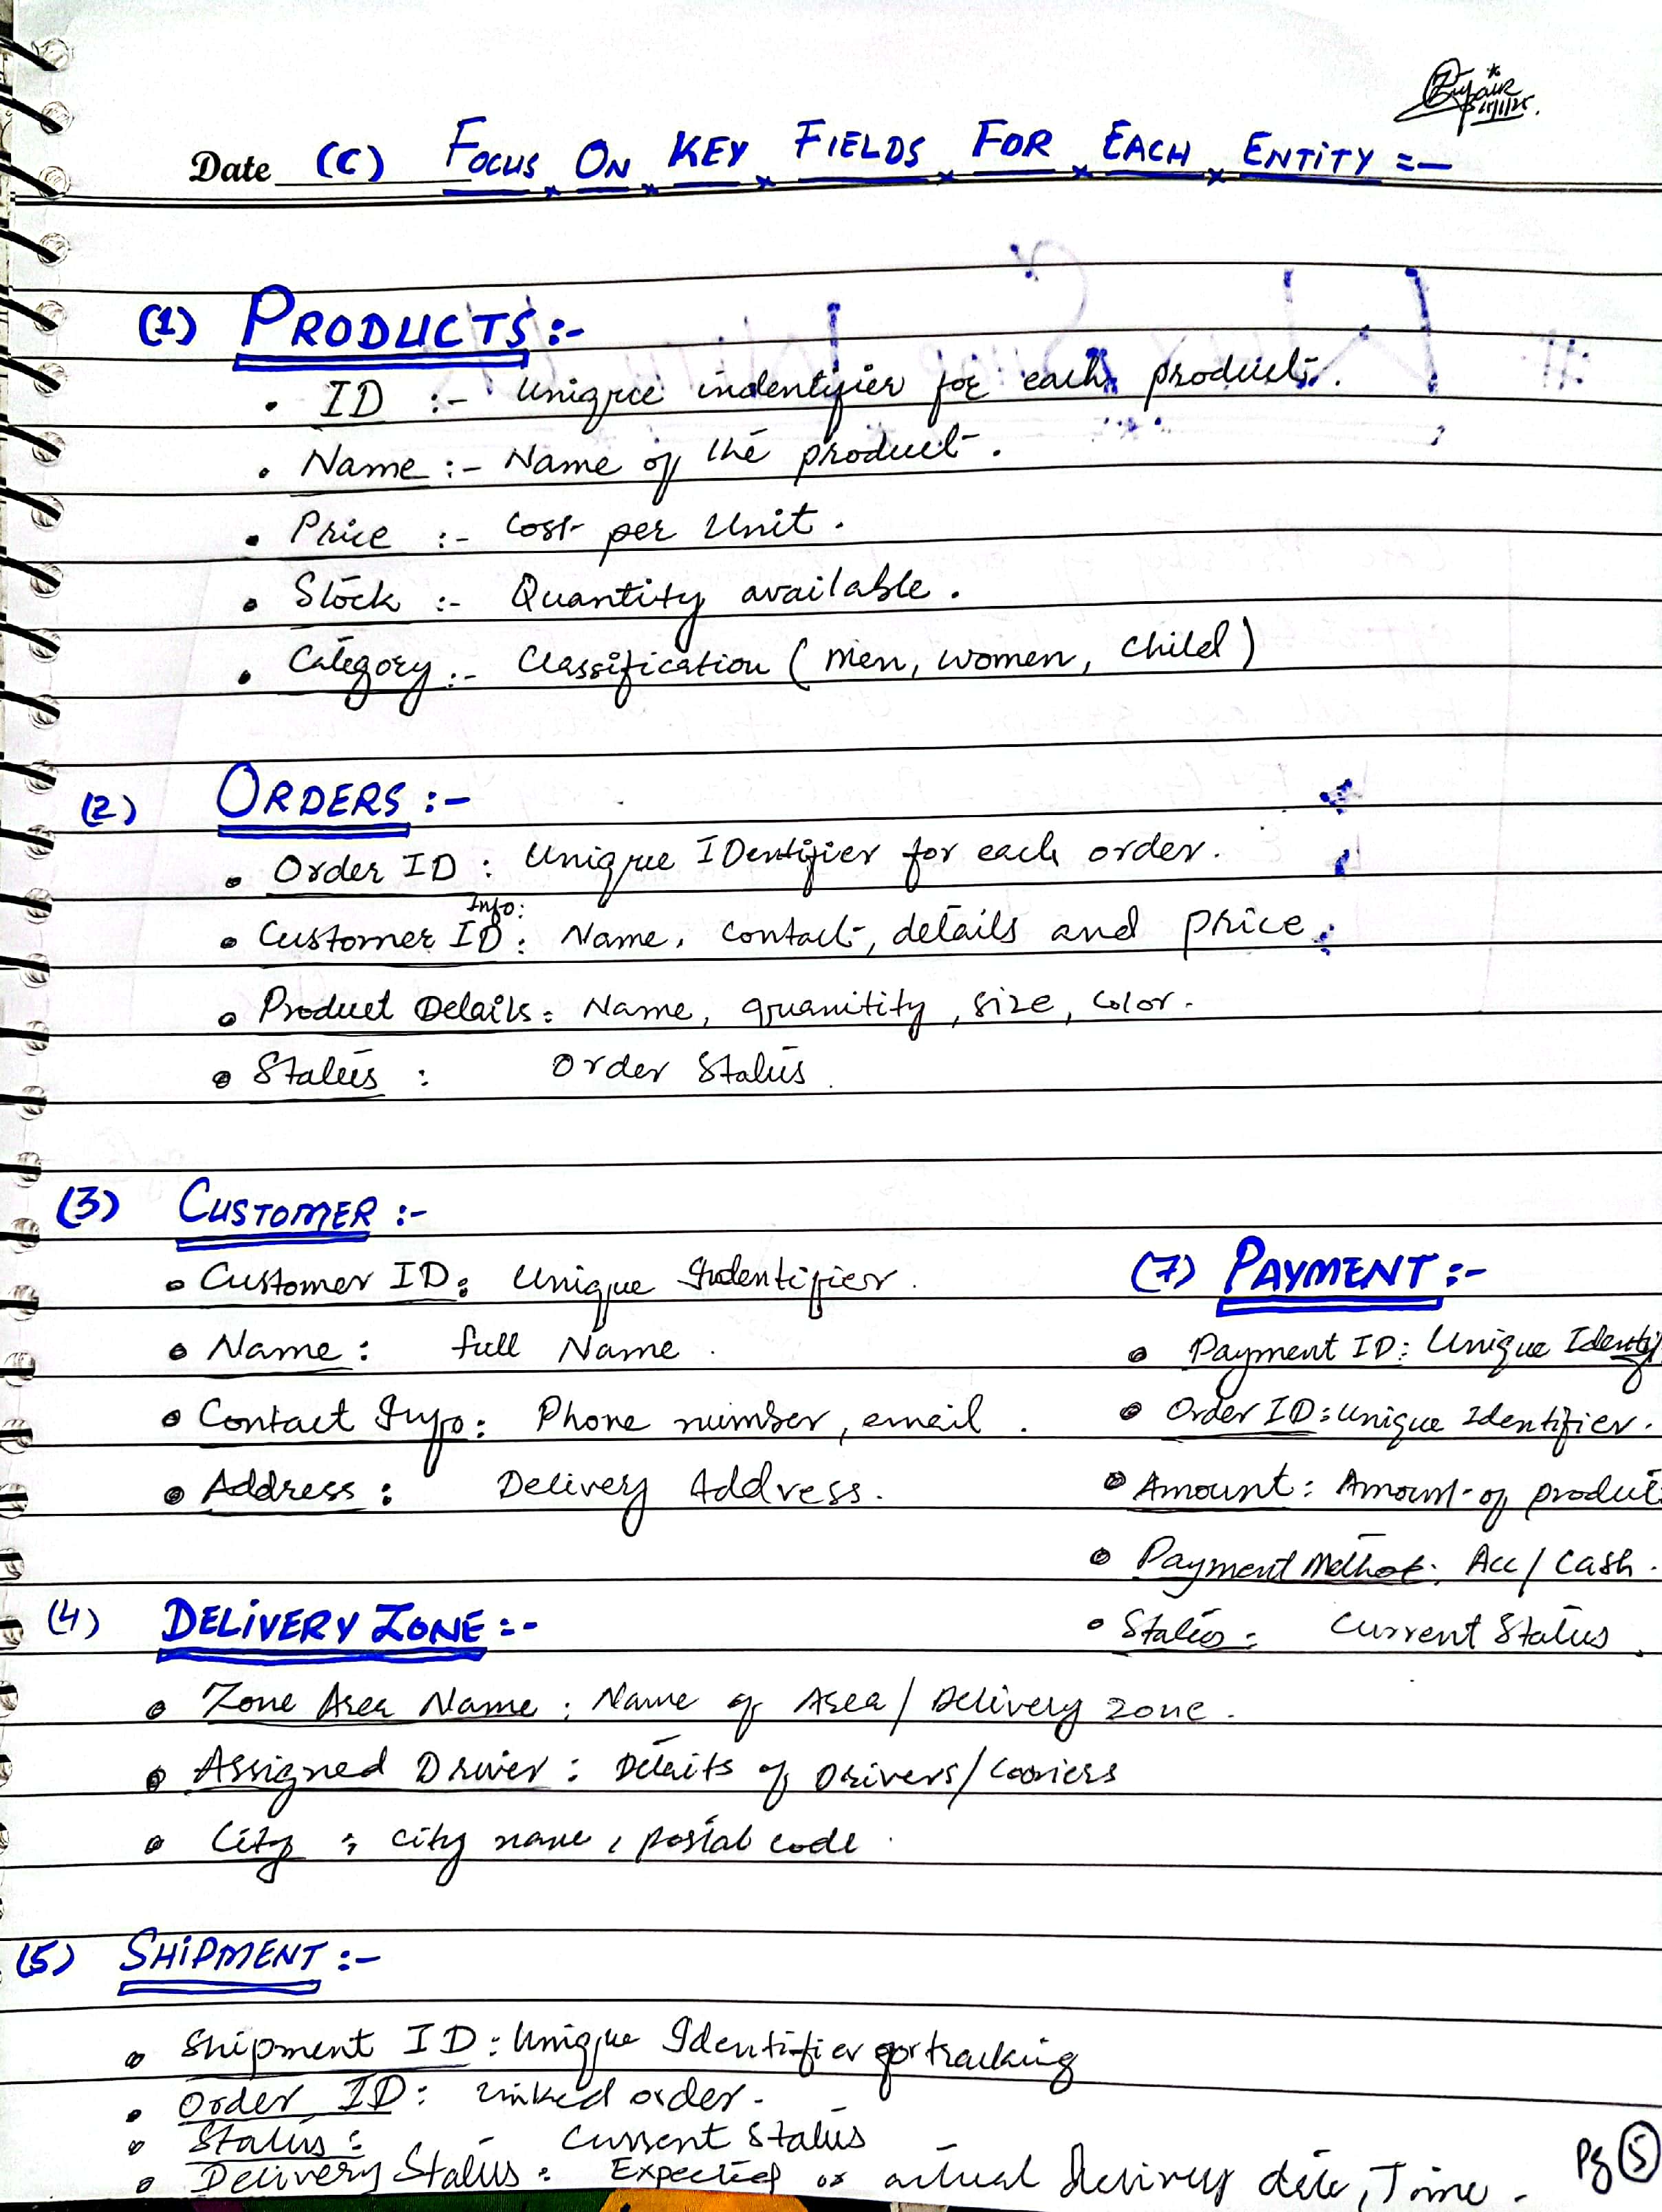 Date (C) FOCUS ON KEY FIELDS FOR EACH ENTITY :-
(1) PRODUCTS :-
• ID :- Unique indentifier for each product.
• Name :- Name of the product.
• Price :- Cost per Unit.
• Stock :- Quantity available.
• Category :- Classification (men, women, child)
(2) ORDERS :-
• Order ID : Unique IDentifier for each order.
Info:
• Customer ID : Name, contact, details and price.
• Product Details : Name, quanitity, size, color.
• Status : Order Status.
(3) CUSTOMER :-
• Customer ID : Unique Indentifier.
• Name : full Name.
• Contact Info : Phone number, email.
• Address : Delivery Address.
(7) PAYMENT :-
• Payment ID : Unique Identif
• Order ID : Unique Identifier.
• Amount : Amount of product
• Payment Method : Acc / Cash.
• Status : Current Status.
(4) DELIVERY ZONE :-
• Zone Area Name : Name of Area / Delivery zone.
• Assigned Driver : Details of Drivers/
• City : city name, postal code.
(5) SHIPMENT :-
• Shipment ID : Unique Identifier for tracking
• Order ID : Linked order.
• Status : Current Status
• Delivery Status : Expected or actual delivery date, Time.
Pg 5